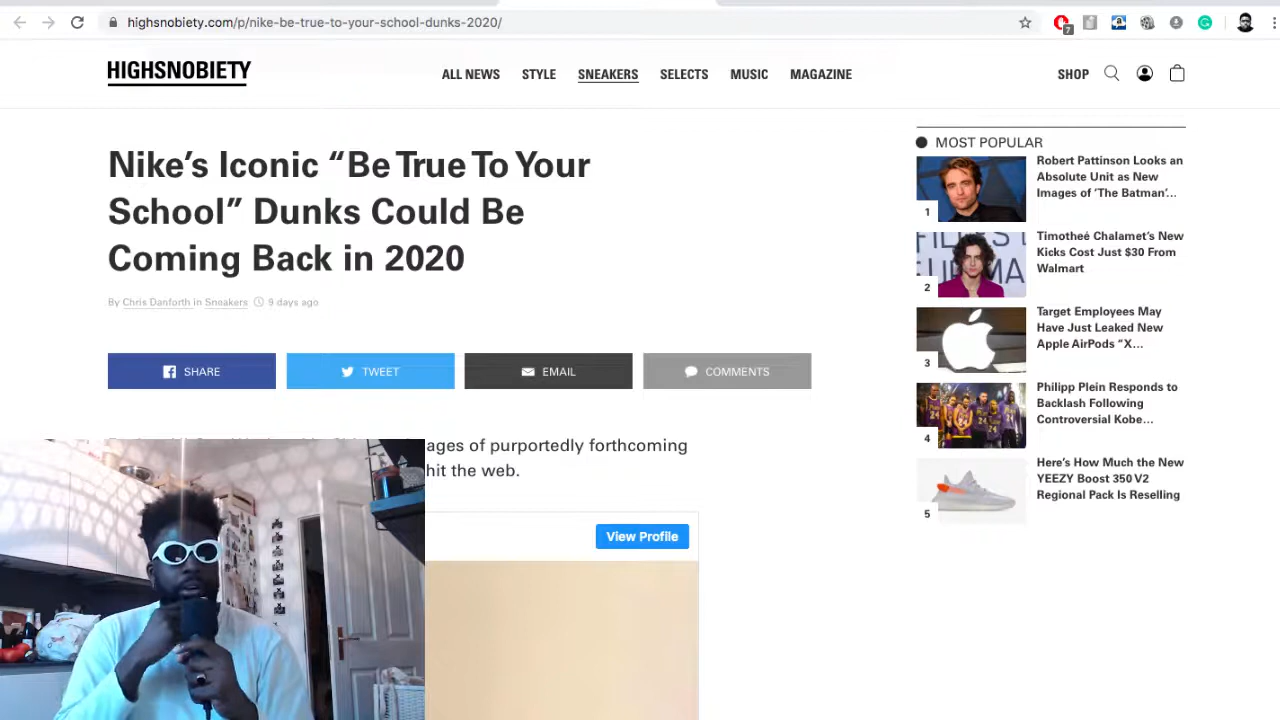 highsnobiety.com/p/nike-be-true-to-your-school-dunks-2020/
7
HIGHSNOBIETY
ALL NEWS STYLE SNEAKERS SELECTS MUSIC MAGAZINE
SHOP
Nike's Iconic “Be True To Your
School” Dunks Could Be
Coming Back in 2020
By Chris Danforth in Sneakers 9 days ago
SHARE
TWEET
EMAIL
COMMENTS
ages of purportedly forthcoming
hit the web.
View Profile
MOST POPULAR
1
Robert Pattinson Looks an
Absolute Unit as New
Images of ‘The Batman’...
2
Timotheé Chalamet's New
Kicks Cost Just $30 From
Walmart
3
Target Employees May
Have Just Leaked New
Apple AirPods “X...
4
Philipp Plein Responds to
Backlash Following
Controversial Kobe...
5
Here's How Much the New
YEEZY Boost 350 V2
Regional Pack Is Reselling